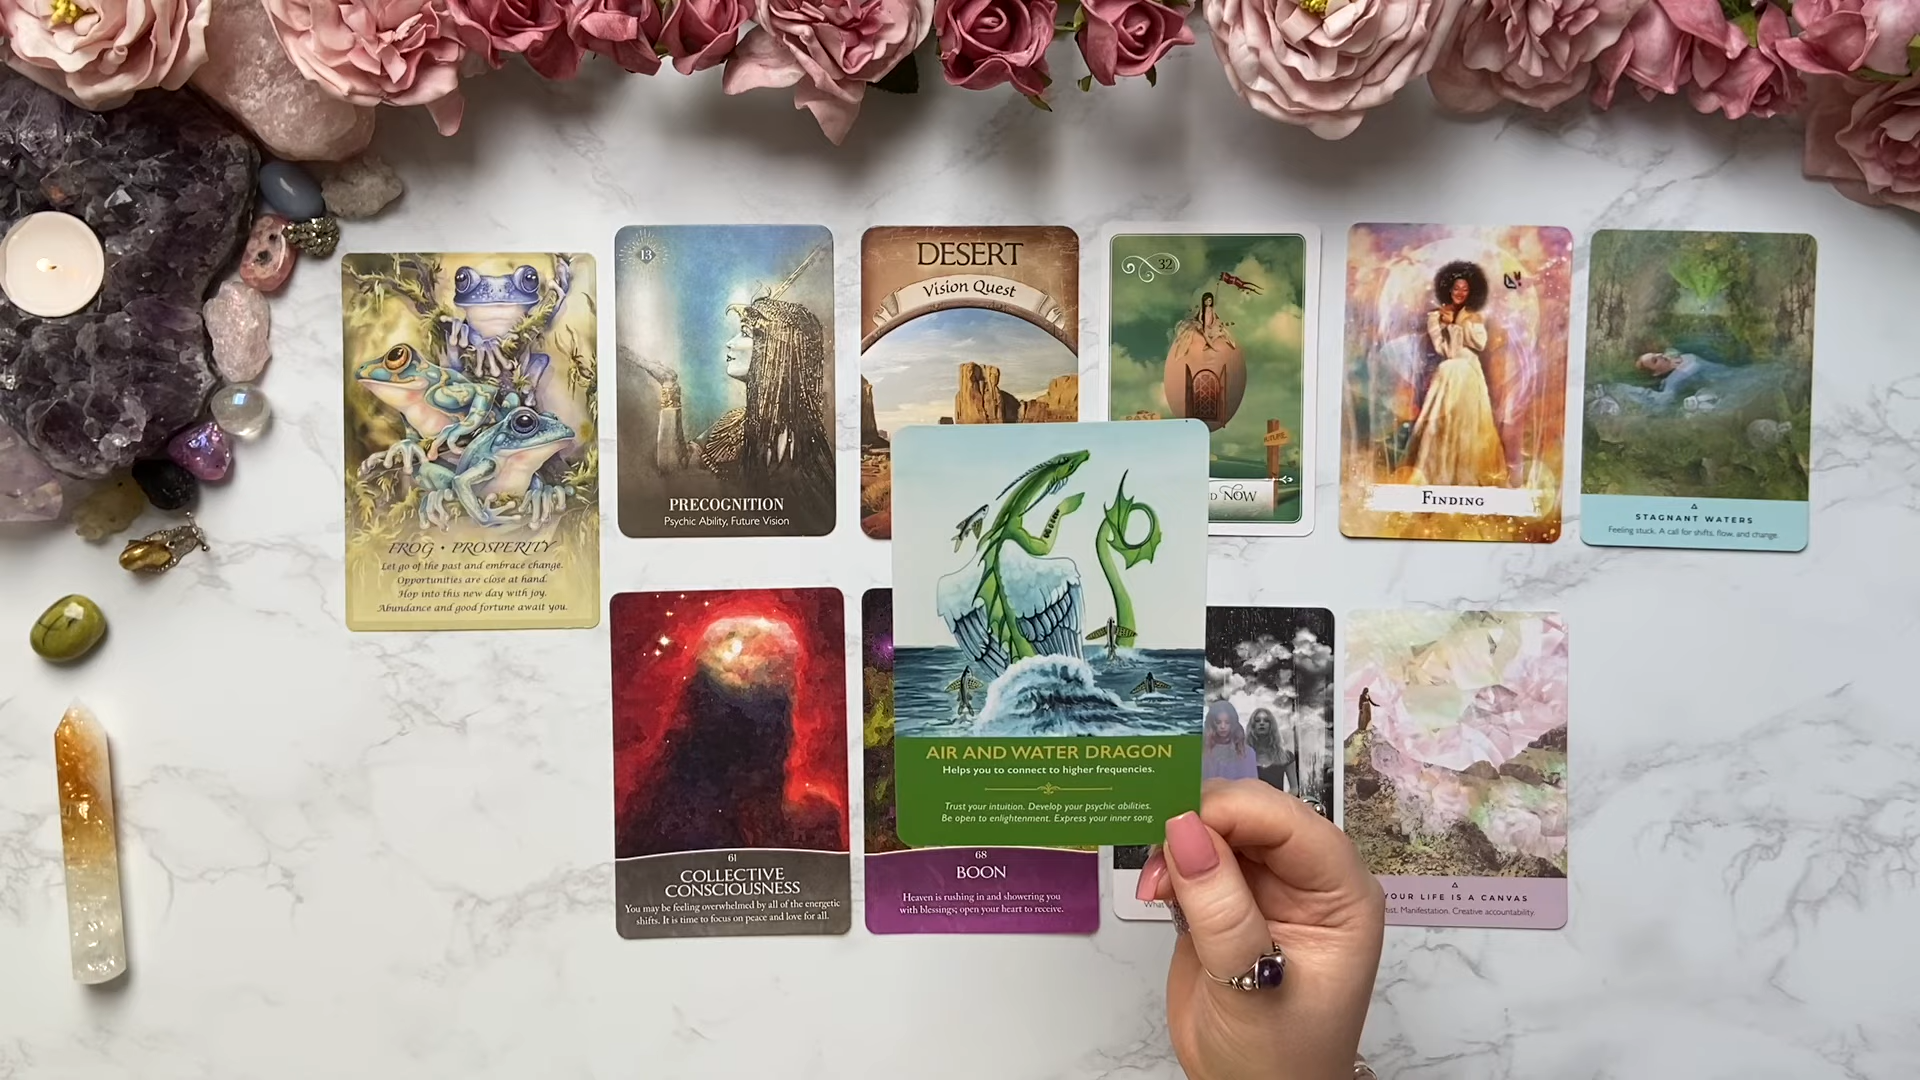 FROG • PROSPERITY
Let go of the past and embrace change.
Opportunities are close at hand.
Hop into this new day with joy.
Abundance and good fortune await you.
13
PRECOGNITION
Psychic Ability, Future Vision
DESERT
Vision Quest
32
FUTURE
NOW
FINDING
STAGNANT WATERS
Feeling stuck. A call for shifts, flow, and change.
61
COLLECTIVE
CONSCIOUSNESS
You may be feeling overwhelmed by all of the energetic
shifts. It is time to focus on peace and love for all.
AIR AND WATER DRAGON
Helps you to connect to higher frequencies.
Trust your intuition. Develop your psychic abilities.
Be open to enlightenment. Express your inner song.
68
BOON
Heaven is rushing in and showering you
with blessings; open your heart to receive.
What
YOUR LIFE IS A CANVAS
Manifestation. Creative accountability.